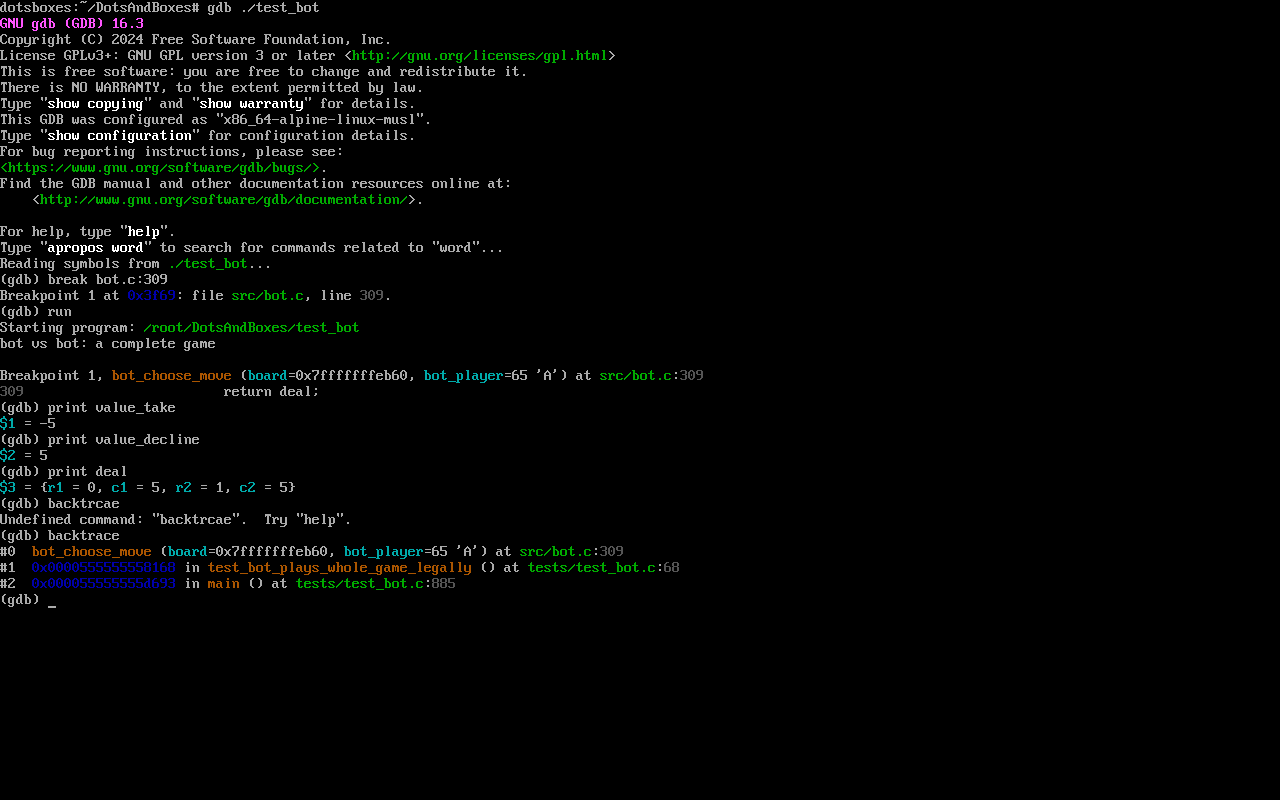 dotsboxes:~/DotsAndBoxes# gdb ./test_bot
GNU gdb (GDB) 16.3
Copyright (C) 2024 Free Software Foundation, Inc.
License GPLv3+: GNU GPL version 3 or later <http://gnu.org/licenses/gpl.html>
This is free software: you are free to change and redistribute it.
There is NO WARRANTY, to the extent permitted by law.
Type "show copying" and "show warranty" for details.
This GDB was configured as "x86_64-alpine-linux-musl".
Type "show configuration" for configuration details.
For bug reporting instructions, please see:
<https://www.gnu.org/software/gdb/bugs/>.
Find the GDB manual and other documentation resources online at:
    <http://www.gnu.org/software/gdb/documentation/>.

For help, type "help".
Type "apropos word" to search for commands related to "word"...
Reading symbols from ./test_bot...
(gdb) break bot.c:309
Breakpoint 1 at 0x3f69: file src/bot.c, line 309.
(gdb) run
Starting program: /root/DotsAndBoxes/test_bot
bot vs bot: a complete game

Breakpoint 1, bot_choose_move (board=0x7fffffffeb60, bot_player=65 'A') at src/bot.c:309
309                         return deal;
(gdb) print value_take
$1 = -5
(gdb) print value_decline
$2 = 5
(gdb) print deal
$3 = {r1 = 0, c1 = 5, r2 = 1, c2 = 5}
(gdb) backtrcae
Undefined command: "backtrcae".  Try "help".
(gdb) backtrace
#0  bot_choose_move (board=0x7fffffffeb60, bot_player=65 'A') at src/bot.c:309
#1  0x0000555555558168 in test_bot_plays_whole_game_legally () at tests/test_bot.c:68
#2  0x000055555555d693 in main () at tests/test_bot.c:885
(gdb) _